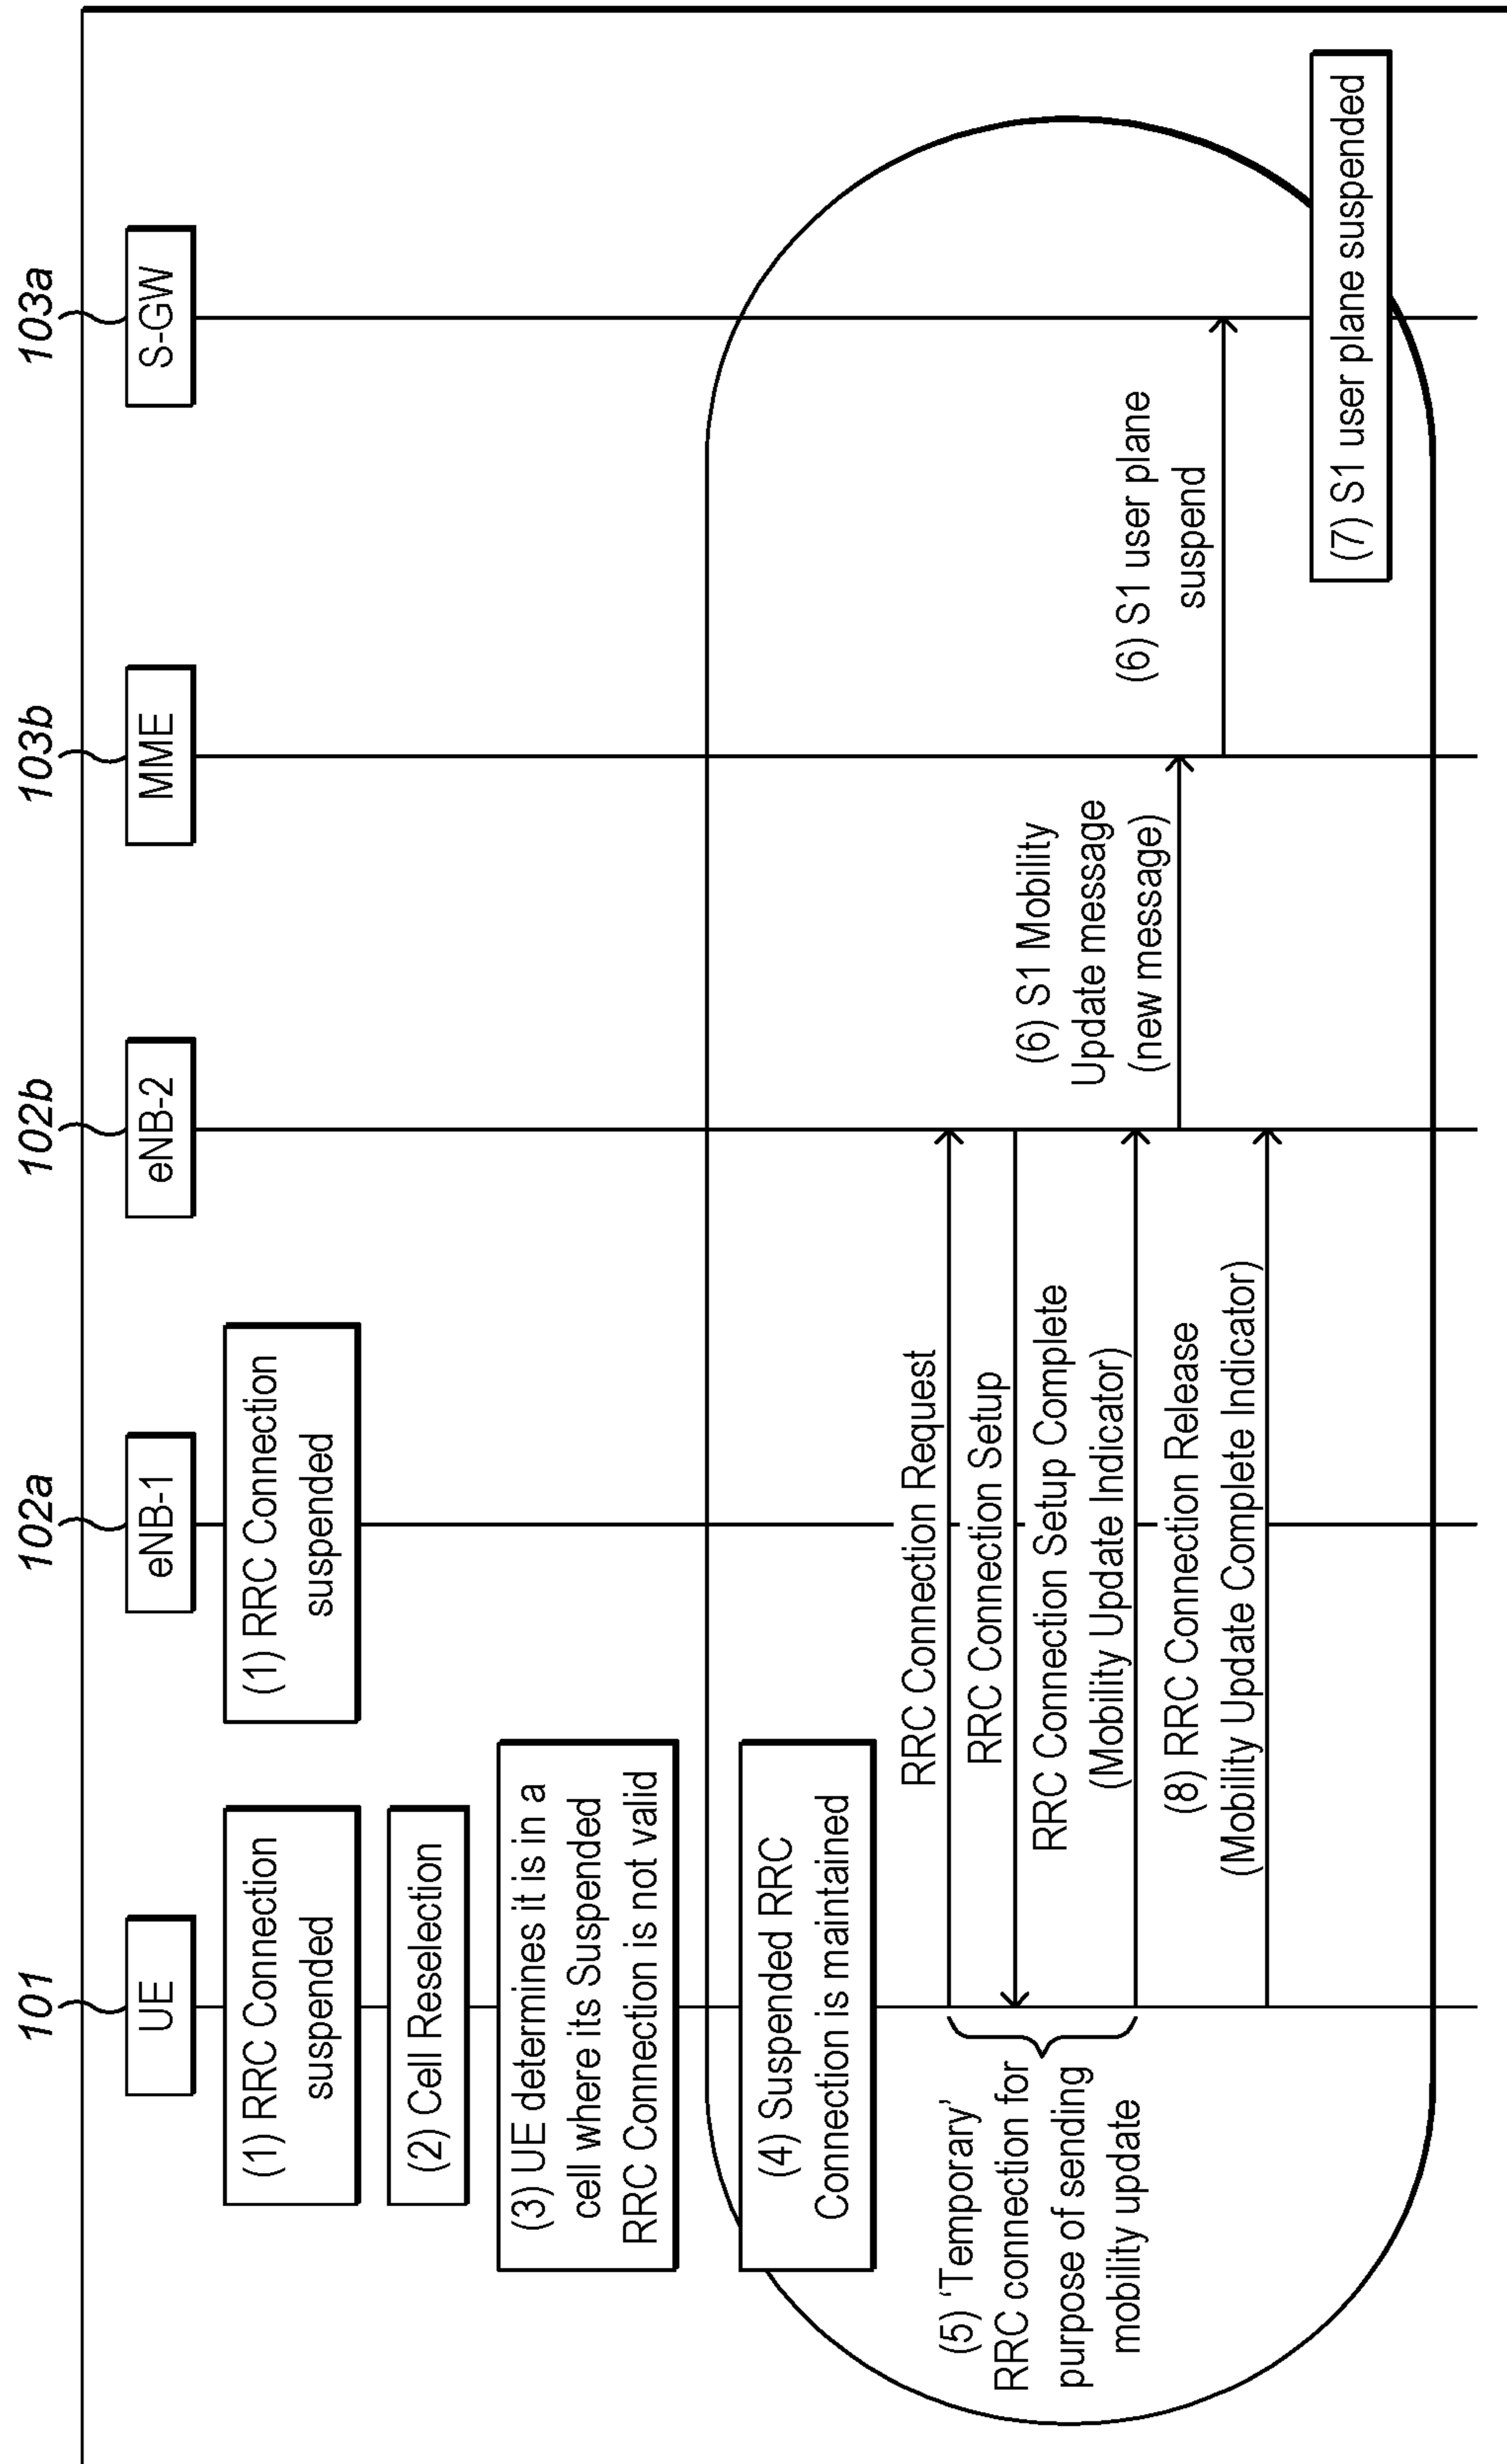 101
102a
102b
103b
103a
UE
eNB-1
eNB-2
MME
S-GW
(1) RRC Connection
suspended
(1) RRC Connection
suspended
(2) Cell Reselection
(3) UE determines it is in a
cell where its Suspended
RRC Connection is not valid
(4) Suspended RRC
Connection is maintained
(5) ‘Temporary’
RRC connection for
purpose of sending
mobility update
RRC Connection Request
RRC Connection Setup
RRC Connection Setup Complete
(Mobility Update Indicator)
(6) S1 Mobility
Update message
(new message)
(6) S1 user plane
suspend
(8) RRC Connection Release
(Mobility Update Complete Indicator)
(7) S1 user plane suspended